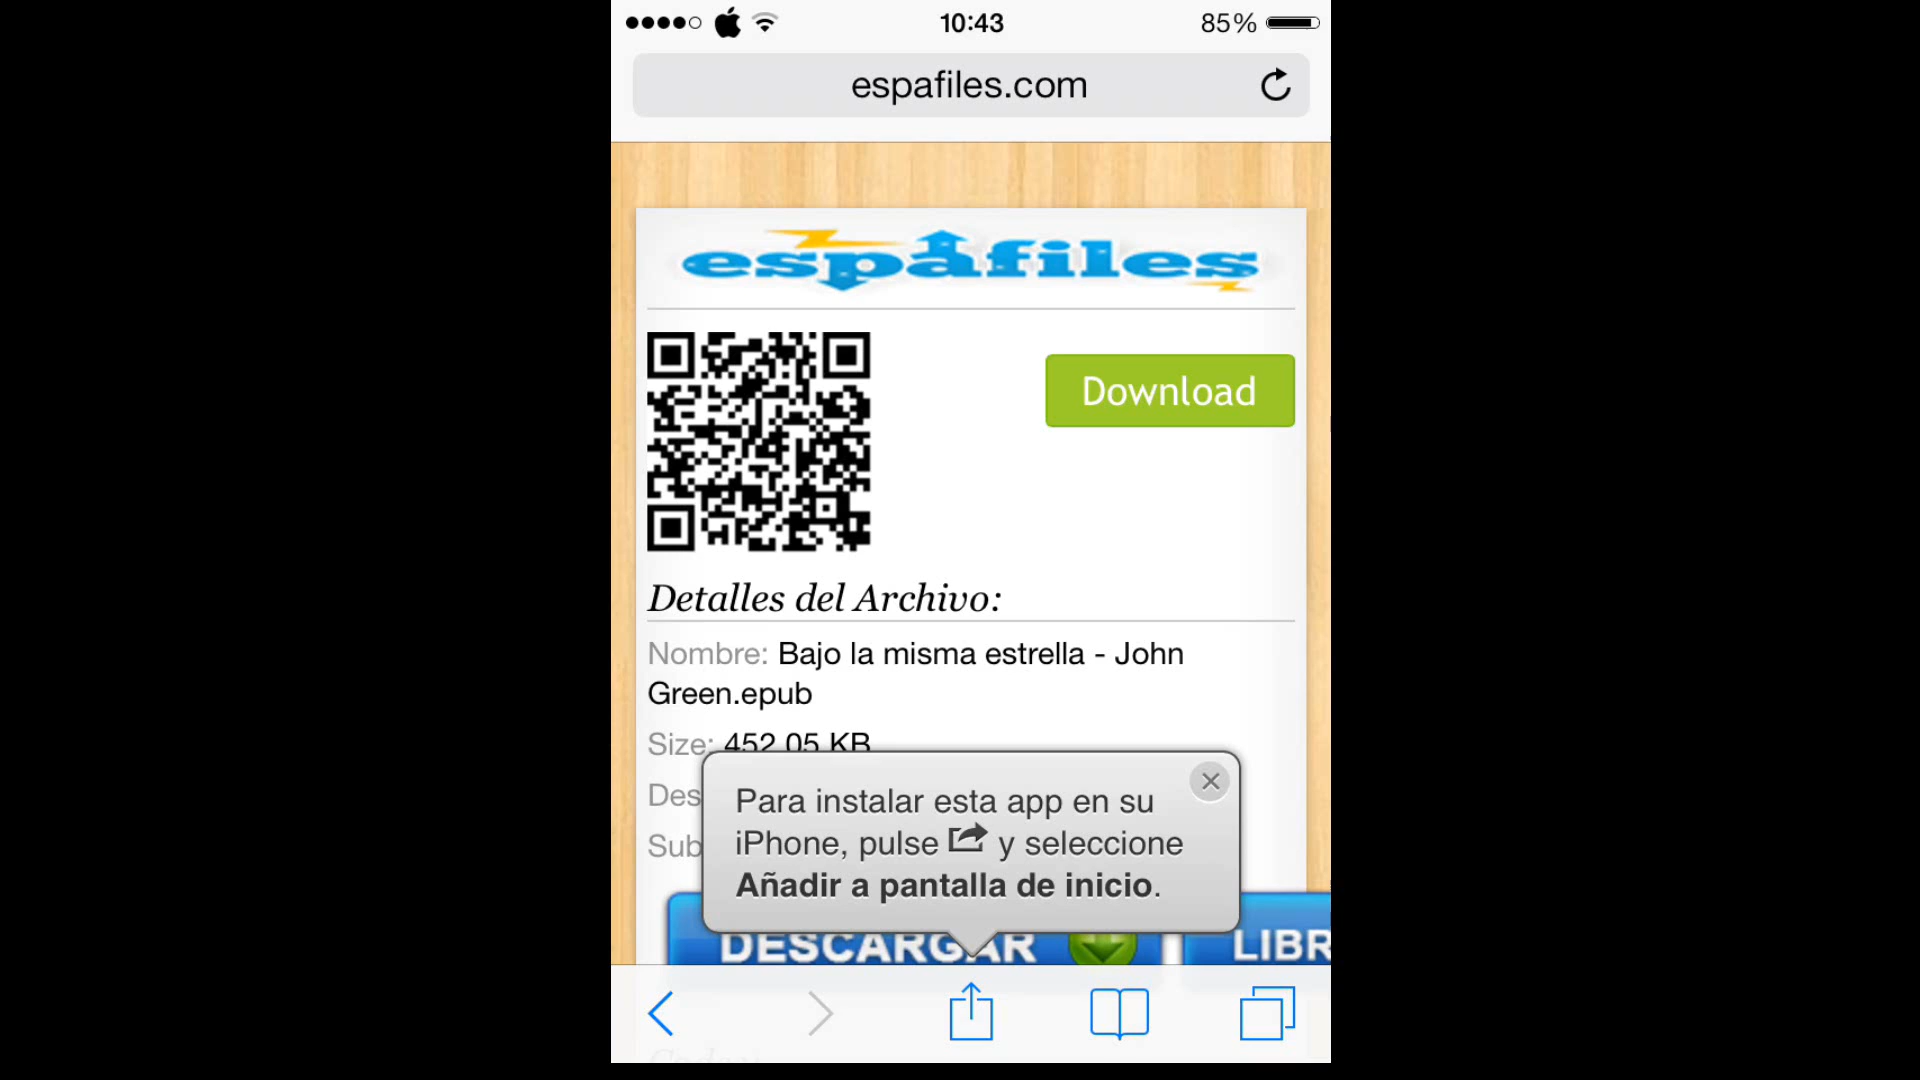 10:43
85%
espafiles.com
espafiles
Download
Detalles del Archivo:
Nombre: Bajo la misma estrella - John
Green.epub
Size: 452.05 KB
Des
Sub
Para instalar esta app en su
iPhone, pulse y seleccione
Añadir a pantalla de inicio.
DESCARGAR
LIBR